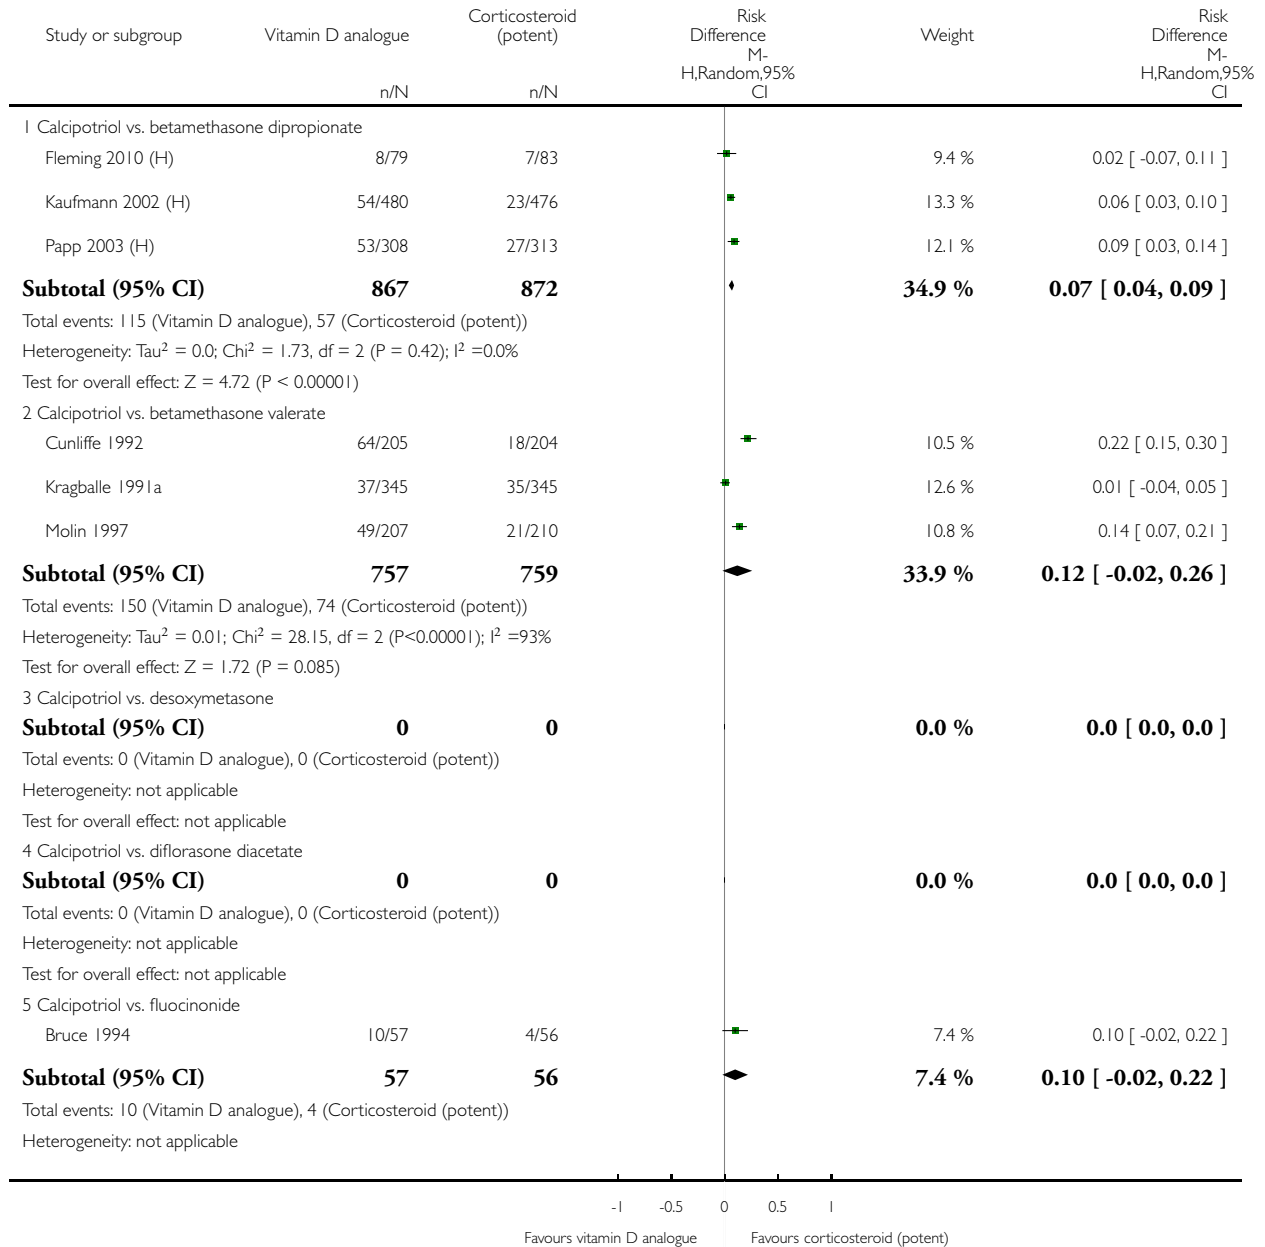 Study or subgroup Vitamin D analogue Corticosteroid (potent) Risk Difference Weight Risk Difference
M-H,Random,95% CI M-H,Random,95% CI
n/N n/N
1 Calcipotriol vs. betamethasone dipropionate
Fleming 2010 (H) 8/79 7/83 9.4 % 0.02 [ -0.07, 0.11 ]
Kaufmann 2002 (H) 54/480 23/476 13.3 % 0.06 [ 0.03, 0.10 ]
Papp 2003 (H) 53/308 27/313 12.1 % 0.09 [ 0.03, 0.14 ]
Subtotal (95% CI) 867 872 34.9 % 0.07 [ 0.04, 0.09 ]
Total events: 115 (Vitamin D analogue), 57 (Corticosteroid (potent))
Heterogeneity: Tau² = 0.0; Chi² = 1.73, df = 2 (P = 0.42); I² =0.0%
Test for overall effect: Z = 4.72 (P < 0.00001)
2 Calcipotriol vs. betamethasone valerate
Cunliffe 1992 64/205 18/204 10.5 % 0.22 [ 0.15, 0.30 ]
Kragballe 1991a 37/345 35/345 12.6 % 0.01 [ -0.04, 0.05 ]
Molin 1997 49/207 21/210 10.8 % 0.14 [ 0.07, 0.21 ]
Subtotal (95% CI) 757 759 33.9 % 0.12 [ -0.02, 0.26 ]
Total events: 150 (Vitamin D analogue), 74 (Corticosteroid (potent))
Heterogeneity: Tau² = 0.01; Chi² = 28.15, df = 2 (P<0.00001); I² =93%
Test for overall effect: Z = 1.72 (P = 0.085)
3 Calcipotriol vs. desoxymetasone
Subtotal (95% CI) 0 0 0.0 % 0.0 [ 0.0, 0.0 ]
Total events: 0 (Vitamin D analogue), 0 (Corticosteroid (potent))
Heterogeneity: not applicable
Test for overall effect: not applicable
4 Calcipotriol vs. diflorasone diacetate
Subtotal (95% CI) 0 0 0.0 % 0.0 [ 0.0, 0.0 ]
Total events: 0 (Vitamin D analogue), 0 (Corticosteroid (potent))
Heterogeneity: not applicable
Test for overall effect: not applicable
5 Calcipotriol vs. fluocinonide
Bruce 1994 10/57 4/56 7.4 % 0.10 [ -0.02, 0.22 ]
Subtotal (95% CI) 57 56 7.4 % 0.10 [ -0.02, 0.22 ]
Total events: 10 (Vitamin D analogue), 4 (Corticosteroid (potent))
Heterogeneity: not applicable
-1 -0.5 0 0.5 1
Favours vitamin D analogue Favours corticosteroid (potent)